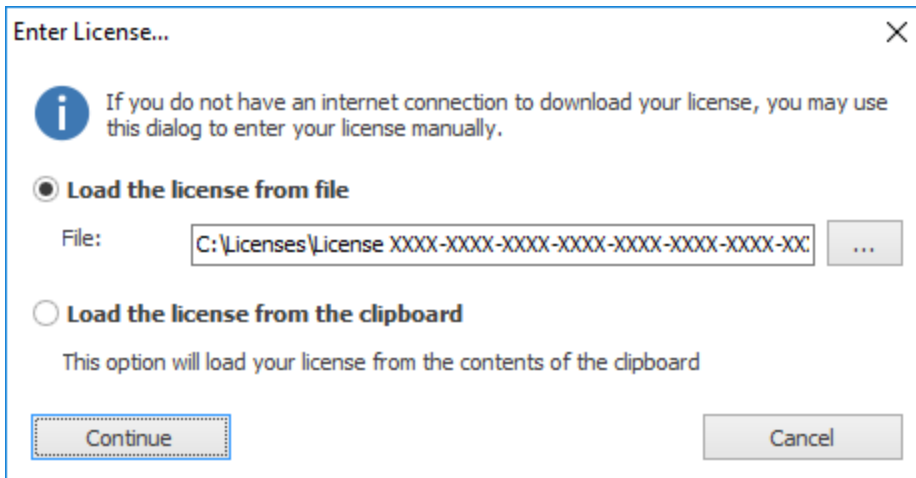 Enter License...
If you do not have an internet connection to download your license, you may use
this dialog to enter your license manually.
Load the license from file
File:
C:\Licenses\License XXXX-XXXX-XXXX-XXXX-XXXX-XXXX-XXXX-XX
...
Load the license from the clipboard
This option will load your license from the contents of the clipboard
Continue
Cancel